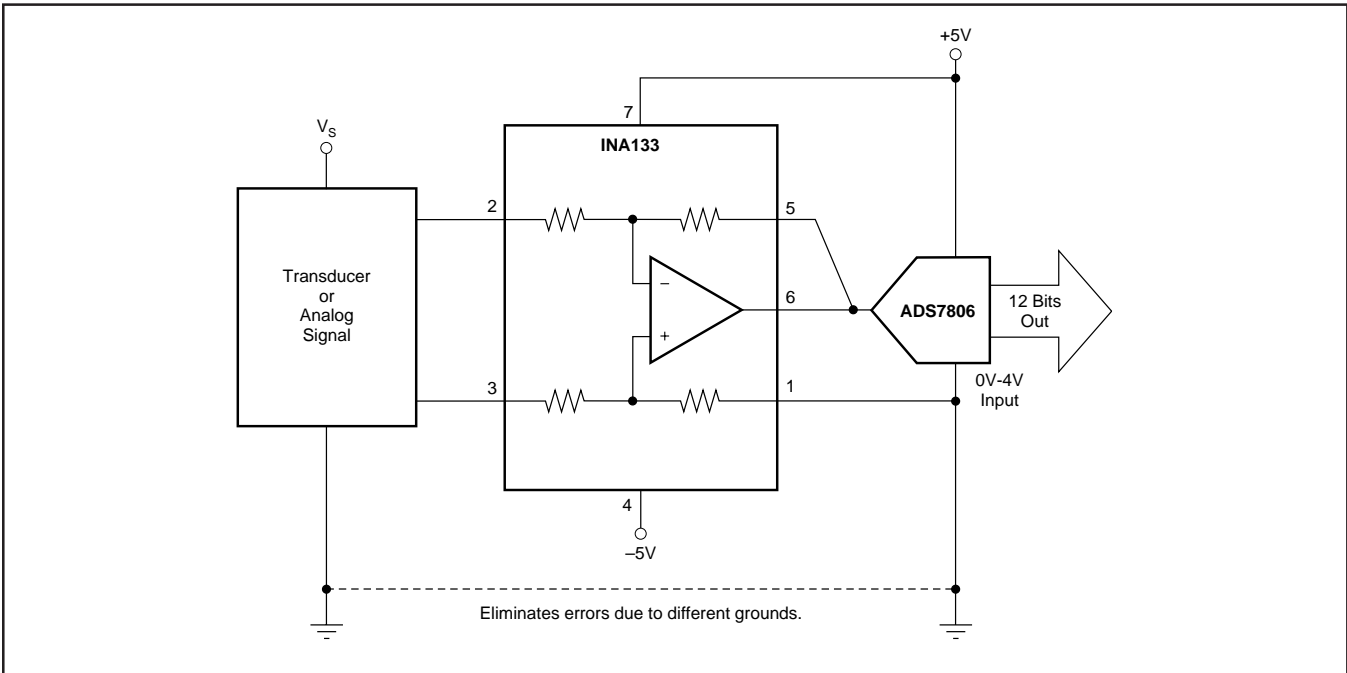 +5V
7
V_S
INA133
2
5
Transducer
or
Analog
Signal
−
6
ADS7806
12 Bits
Out
+
3
1
0V-4V
Input
4
–5V
Eliminates errors due to different grounds.